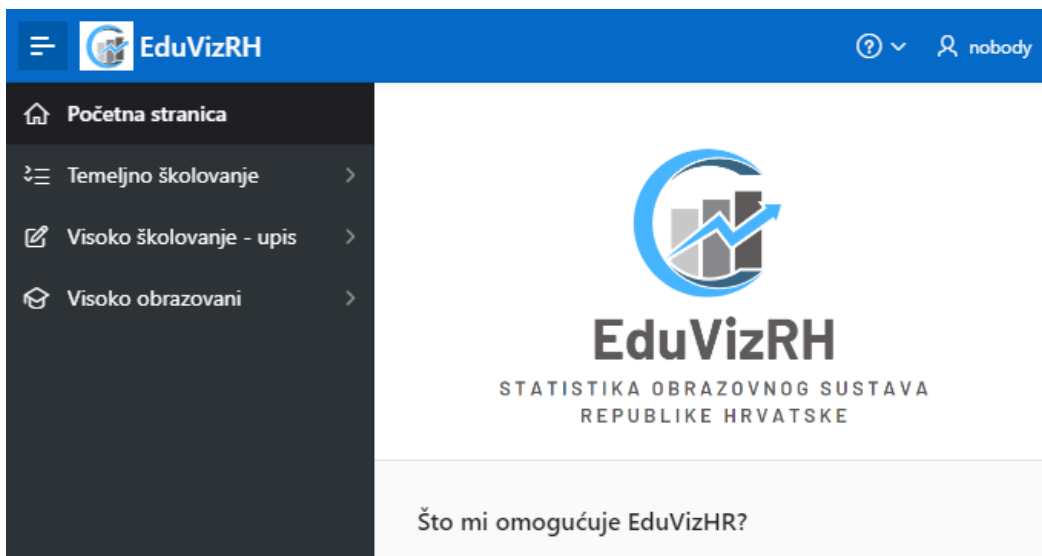 EduVizRH
nobody
Početna stranica
Temeljno školovanje
Visoko školovanje - upis
Visoko obrazovani
EduVizRH
STATISTIKA OBRAZOVNOG SUSTAVA
REPUBLIKE HRVATSKE
Što mi omogućuje EduVizHR?